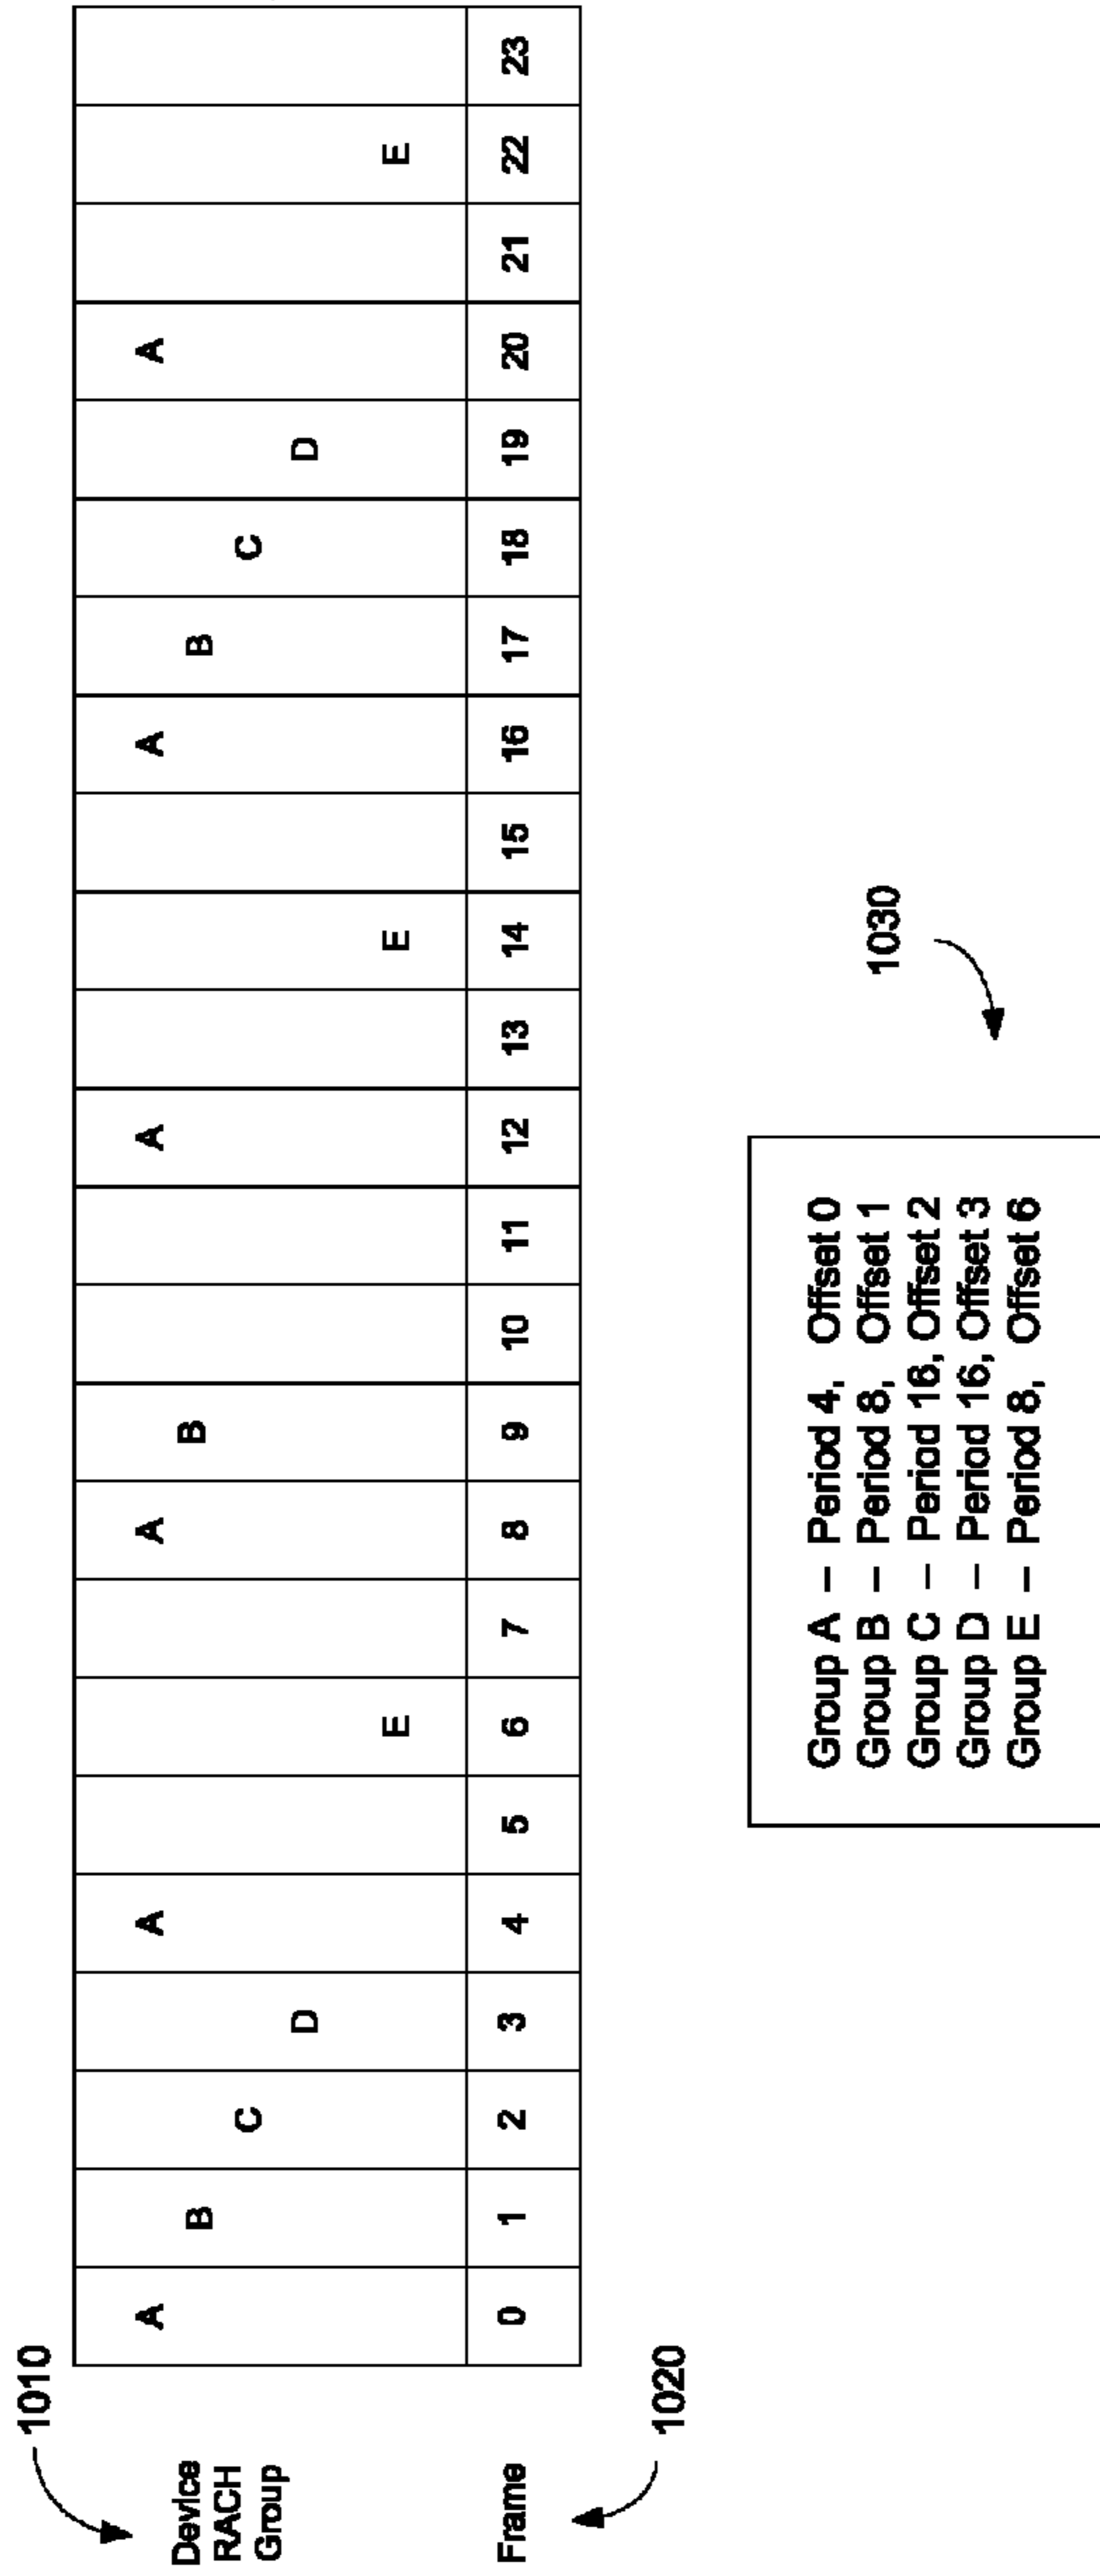 1010
Device
RACH
Group
A B C D A E A B A E A B C D A E
Frame
0 1 2 3 4 5 6 7 8 9 10 11 12 13 14 15 16 17 18 19 20 21 22 23
1020
1030
Group A – Period 4, Offset 0
Group B – Period 8, Offset 1
Group C – Period 16, Offset 2
Group D – Period 16, Offset 3
Group E – Period 8, Offset 6